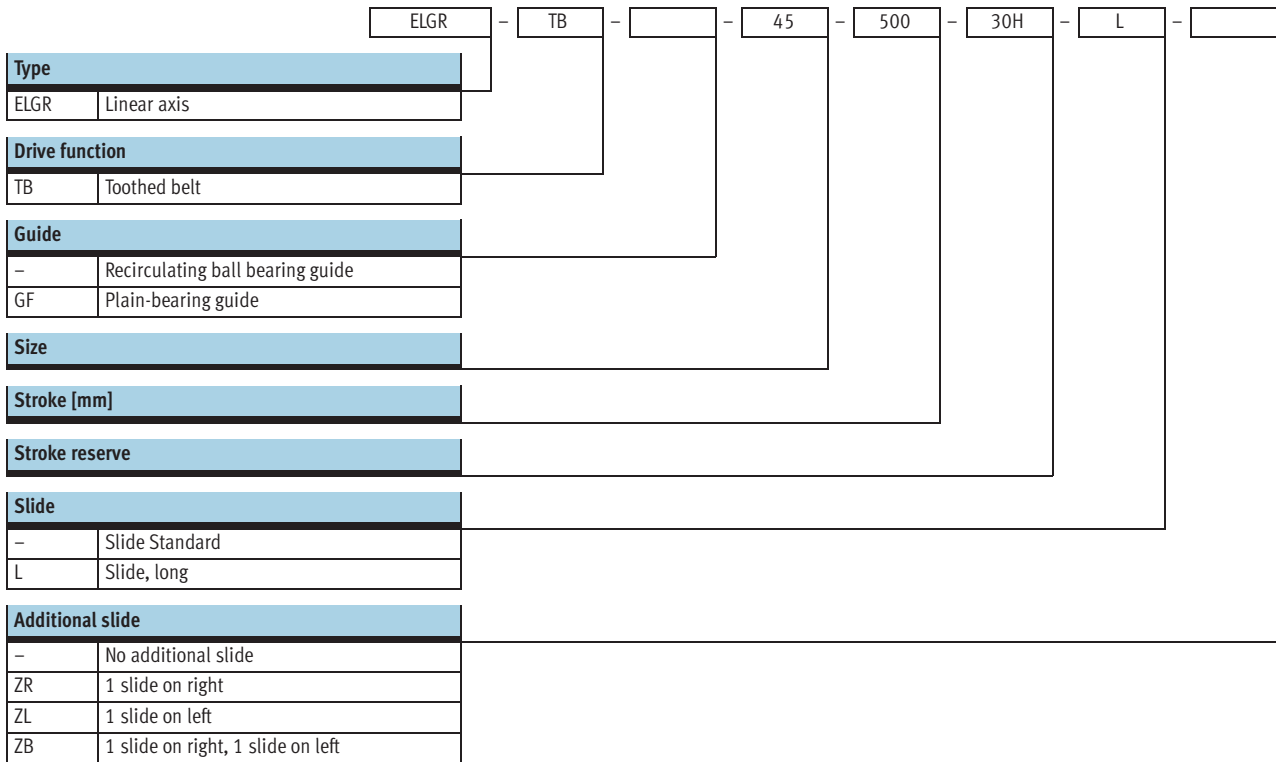 ELGR – TB – – 45 – 500 – 30H – L –
Type
ELGR Linear axis
Drive function
TB Toothed belt
Guide
– Recirculating ball bearing guide
GF Plain-bearing guide
Size
Stroke [mm]
Stroke reserve
Slide
– Slide Standard
L Slide, long
Additional slide
– No additional slide
ZR 1 slide on right
ZL 1 slide on left
ZB 1 slide on right, 1 slide on left